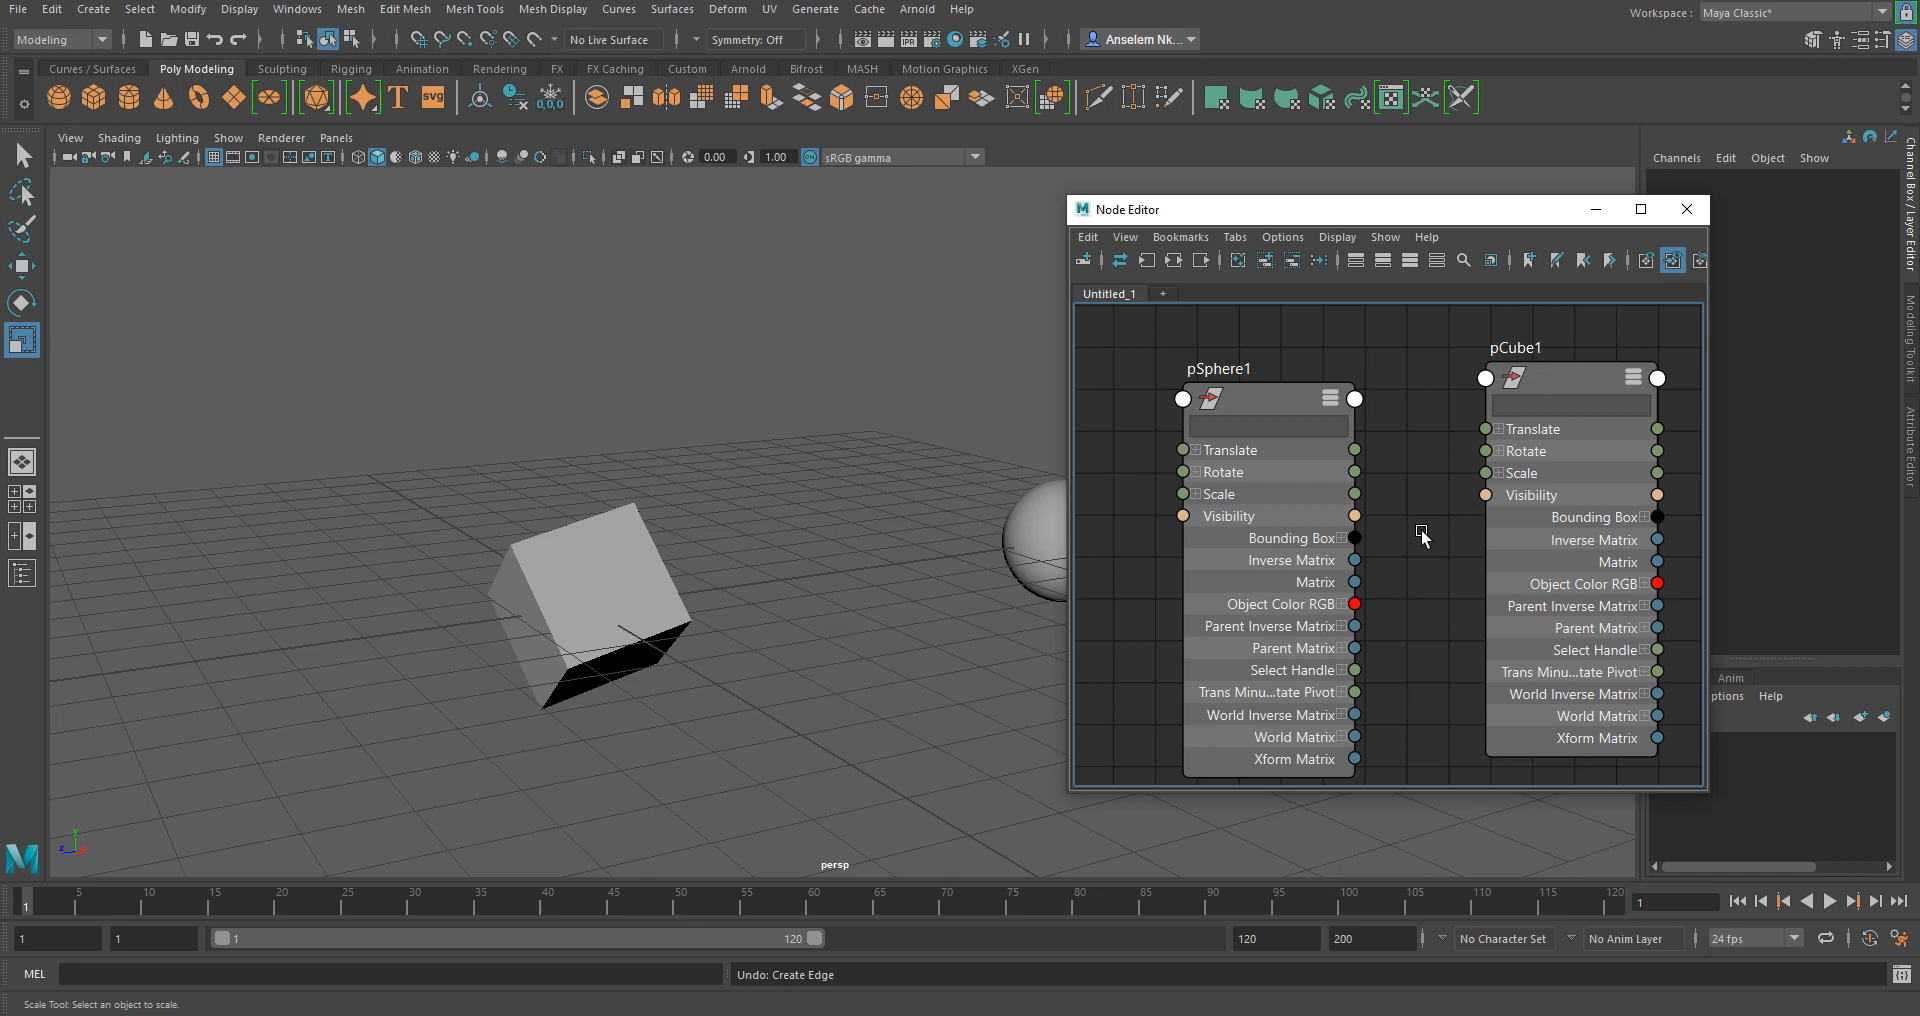 File Edit Create Select Modify Display Windows Mesh Edit Mesh Mesh Tools Mesh Display Curves Surfaces Deform UV Generate Cache Arnold Help
Workspace : Maya Classic*
Modeling No Live Surface Symmetry: Off IPR Anselem Nk...
Curves / Surfaces Poly Modeling Sculpting Rigging Animation Rendering FX FX Caching Custom Arnold Bifrost MASH Motion Graphics XGen
T svg 0,0,0
View Shading Lighting Show Renderer Panels
0.00 1.00 ON sRGB gamma
Channels Edit Object Show
Channel Box / Layer Editor
Modeling Toolkit
Attribute Editor
M Node Editor
Edit View Bookmarks Tabs Options Display Show Help
Untitled_1 +
pSphere1
Translate
Rotate
Scale
Visibility
Bounding Box
Inverse Matrix
Matrix
Object Color RGB
Parent Inverse Matrix
Parent Matrix
Select Handle
Trans Minu...tate Pivot
World Inverse Matrix
World Matrix
Xform Matrix
pCube1
Translate
Rotate
Scale
Visibility
Bounding Box
Inverse Matrix
Matrix
Object Color RGB
Parent Inverse Matrix
Parent Matrix
Select Handle
Trans Minu...tate Pivot
World Inverse Matrix
World Matrix
Xform Matrix
Anim
ptions Help
y
z x
persp
M
1 5 10 15 20 25 30 35 40 45 50 55 60 65 70 75 80 85 90 95 100 105 110 115 120 1
1 1 1 120 120 200 No Character Set No Anim Layer 24 fps
MEL Undo: Create Edge
Scale Tool: Select an object to scale.